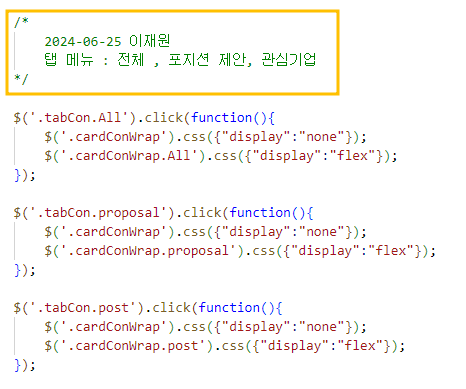 /*
    2024-06-25 이재원
    탭 메뉴 : 전체 , 포지션 제안, 관심기업
*/
$('.tabCon.All').click(function(){
    $('.cardConWrap').css({"display":"none"});
    $('.cardConWrap.All').css({"display":"flex"});
});
$('.tabCon.proposal').click(function(){
    $('.cardConWrap').css({"display":"none"});
    $('.cardConWrap.proposal').css({"display":"flex"});
});
$('.tabCon.post').click(function(){
    $('.cardConWrap').css({"display":"none"});
    $('.cardConWrap.post').css({"display":"flex"});
});